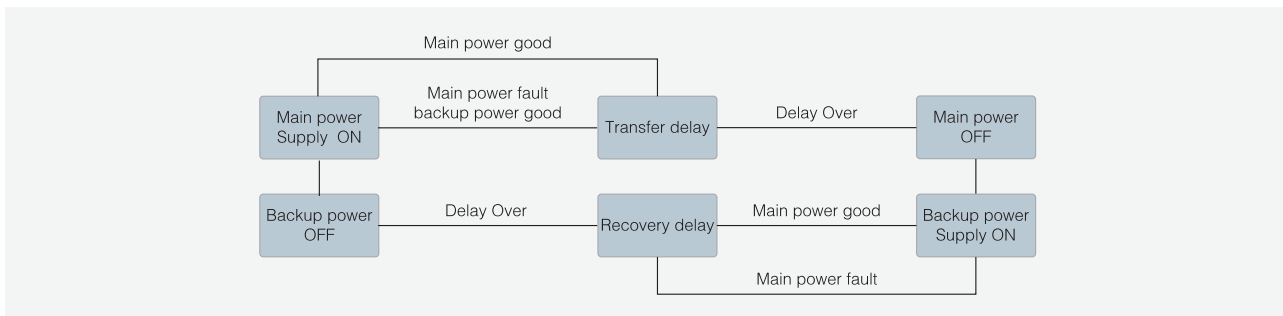 Main power good
Main power fault
backup power good
Main power
Supply ON
Transfer delay
Delay Over
Main power
OFF
Backup power
OFF
Delay Over
Recovery delay
Main power good
Backup power
Supply ON
Main power fault